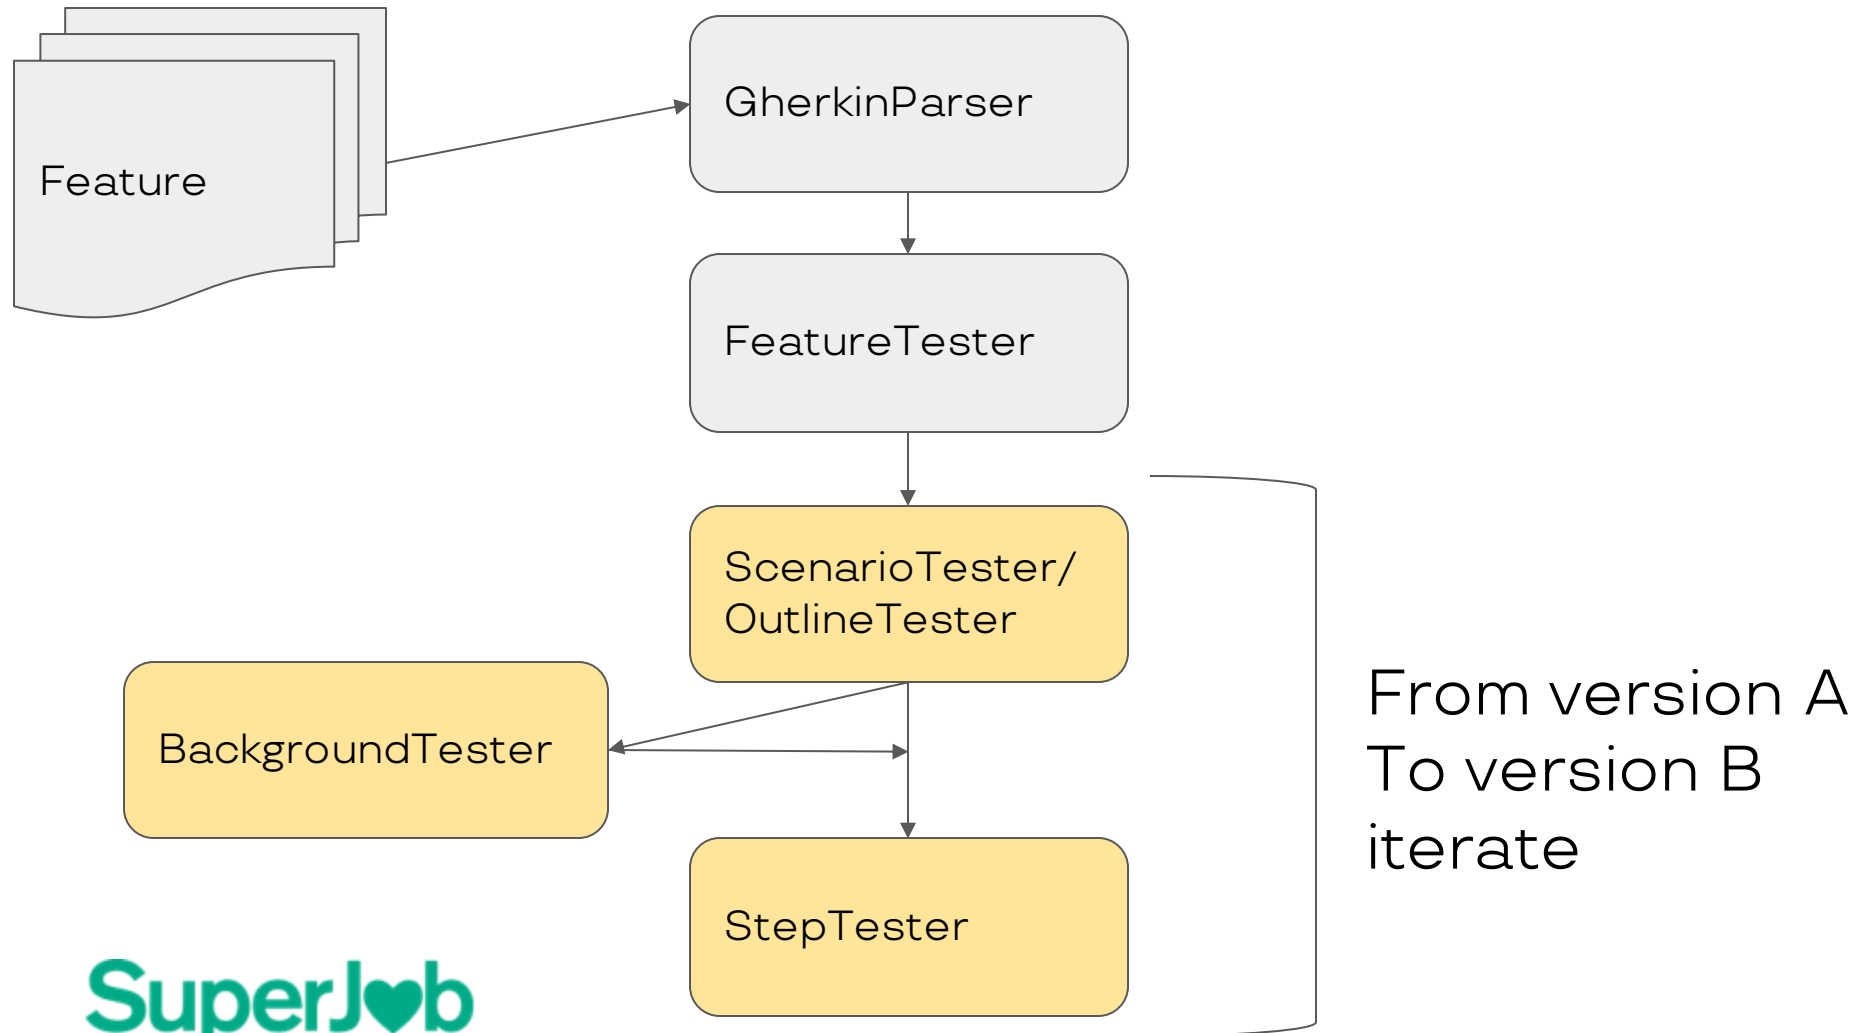 Feature
GherkinParser
FeatureTester
ScenarioTester/
OutlineTester
BackgroundTester
StepTester
From version A
To version B
iterate
SuperJob